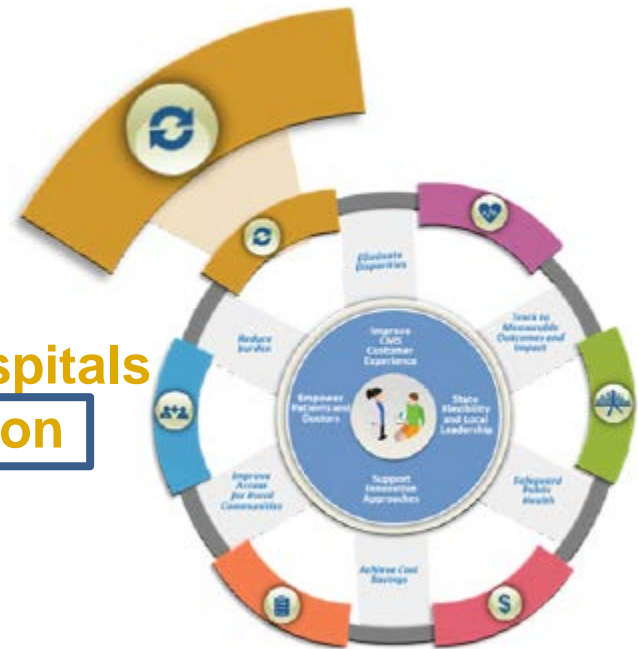 Eliminate
Disparities
Track to
Measurable
Outcomes and
Impact
Safeguard
Public
Health
Achieve Cost
Savings
Improve
Access
for Rural
Communities
Reduce
burden
Improve
CMS
Customer
Experience
State
Flexibility
and Local
Leadership
Support
Innovative
Approaches
Empower
Patients and
Doctors
spitals
on
$